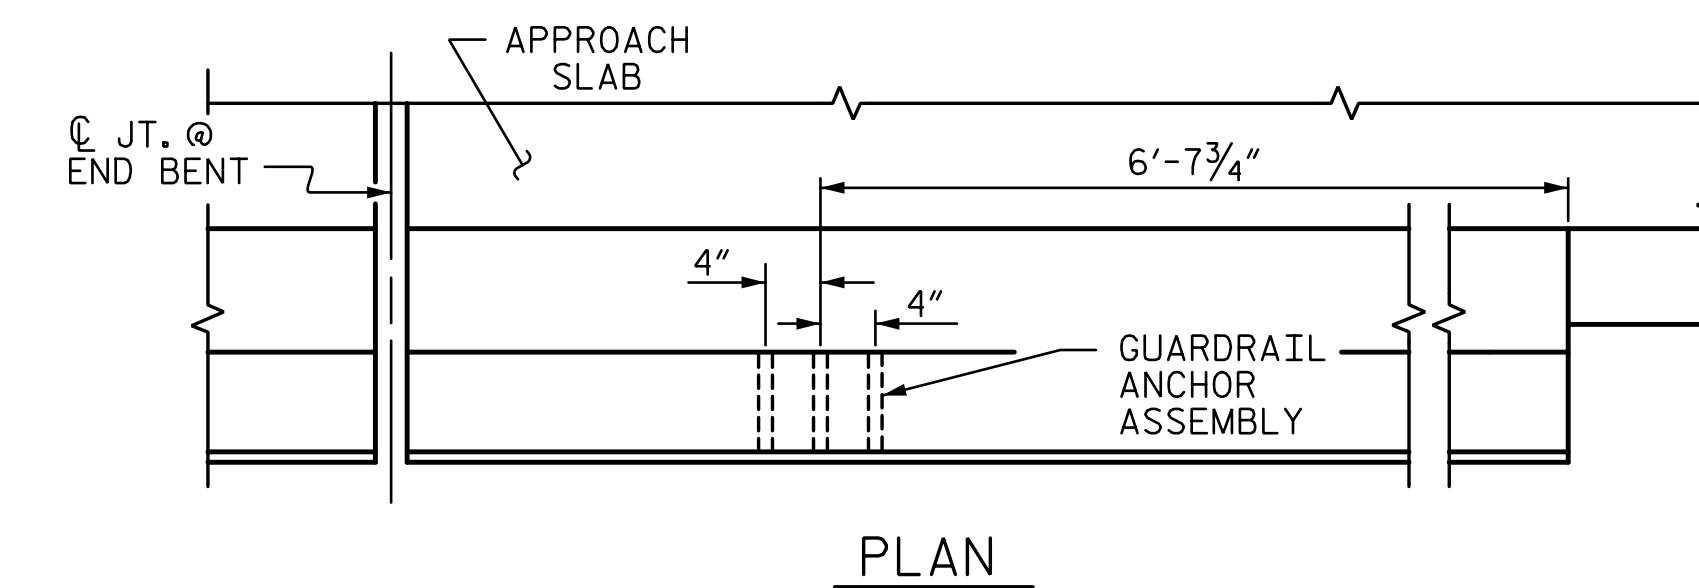 APPROACH
SLAB
℄ JT. @
END BENT
6'-7¾"
4"
4"
GUARDRAIL
ANCHOR
ASSEMBLY
PLAN